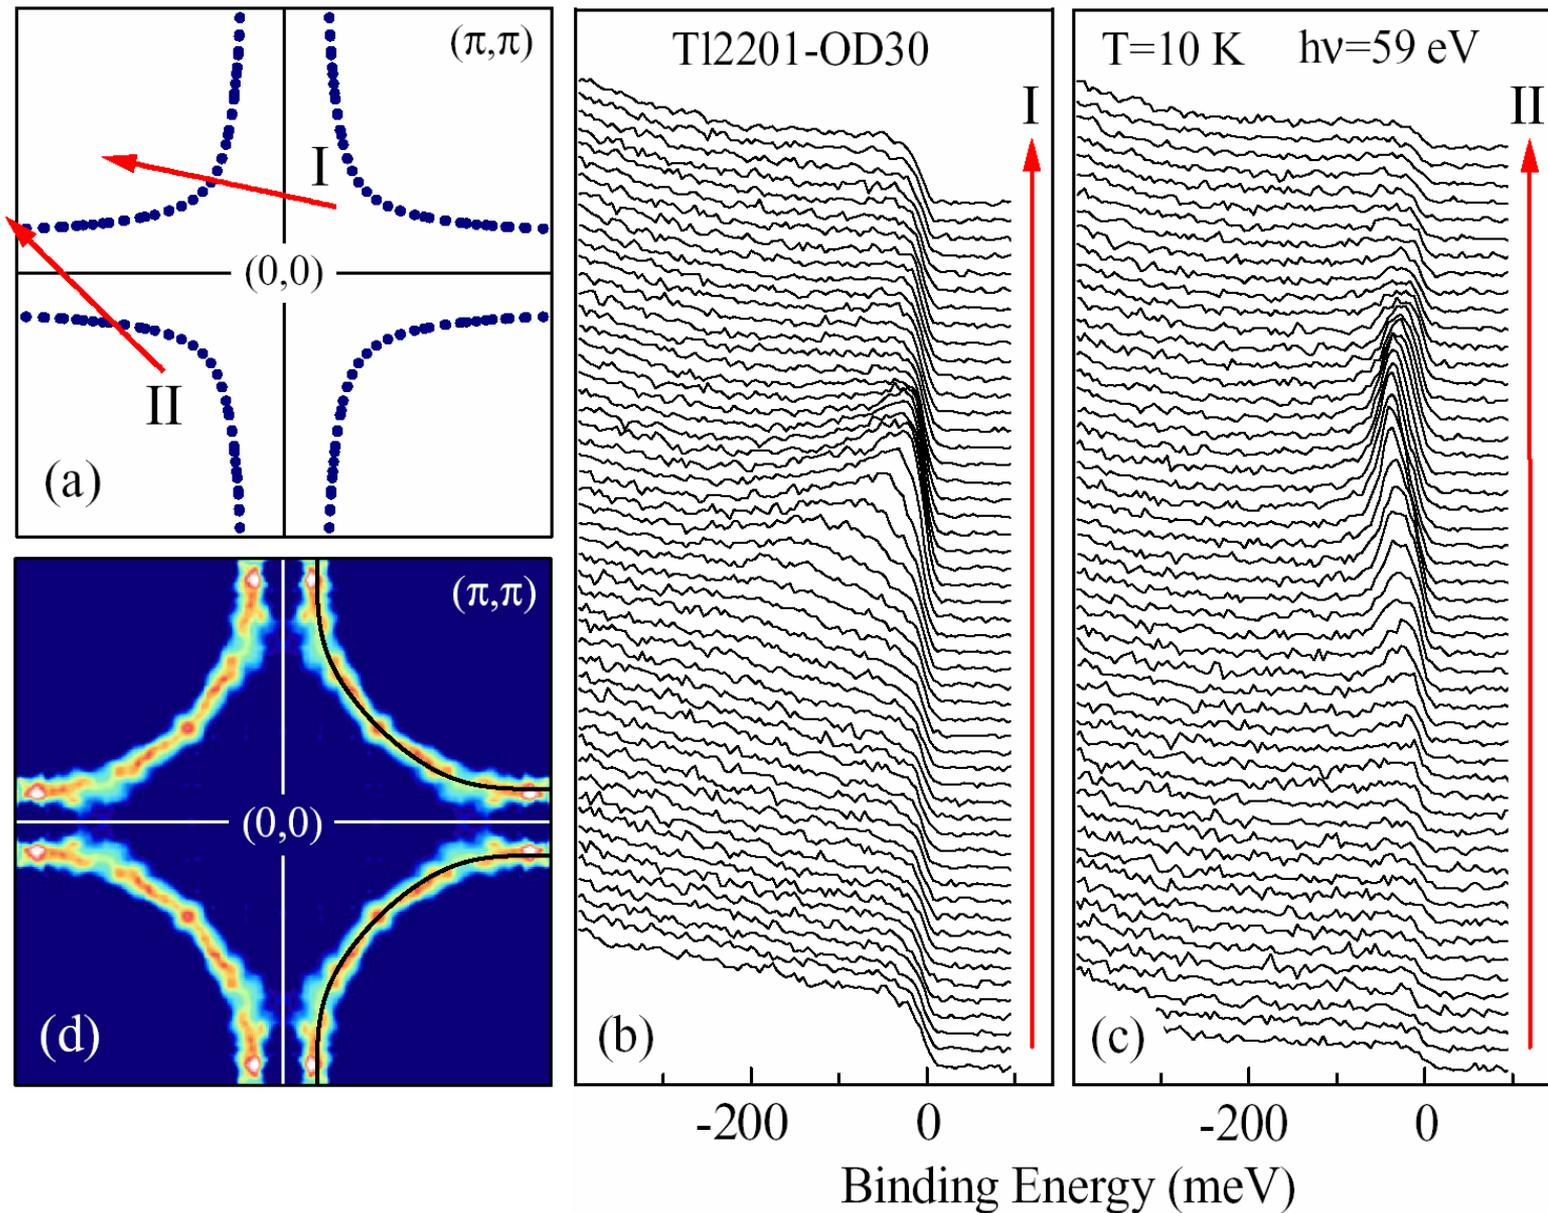 (π,π)
I
(0,0)
II
(a)
Tl2201-OD30
I
(b)
T=10 K hν=59 eV
II
(c)
(π,π)
(0,0)
(d)
-200 0
-200 0
Binding Energy (meV)